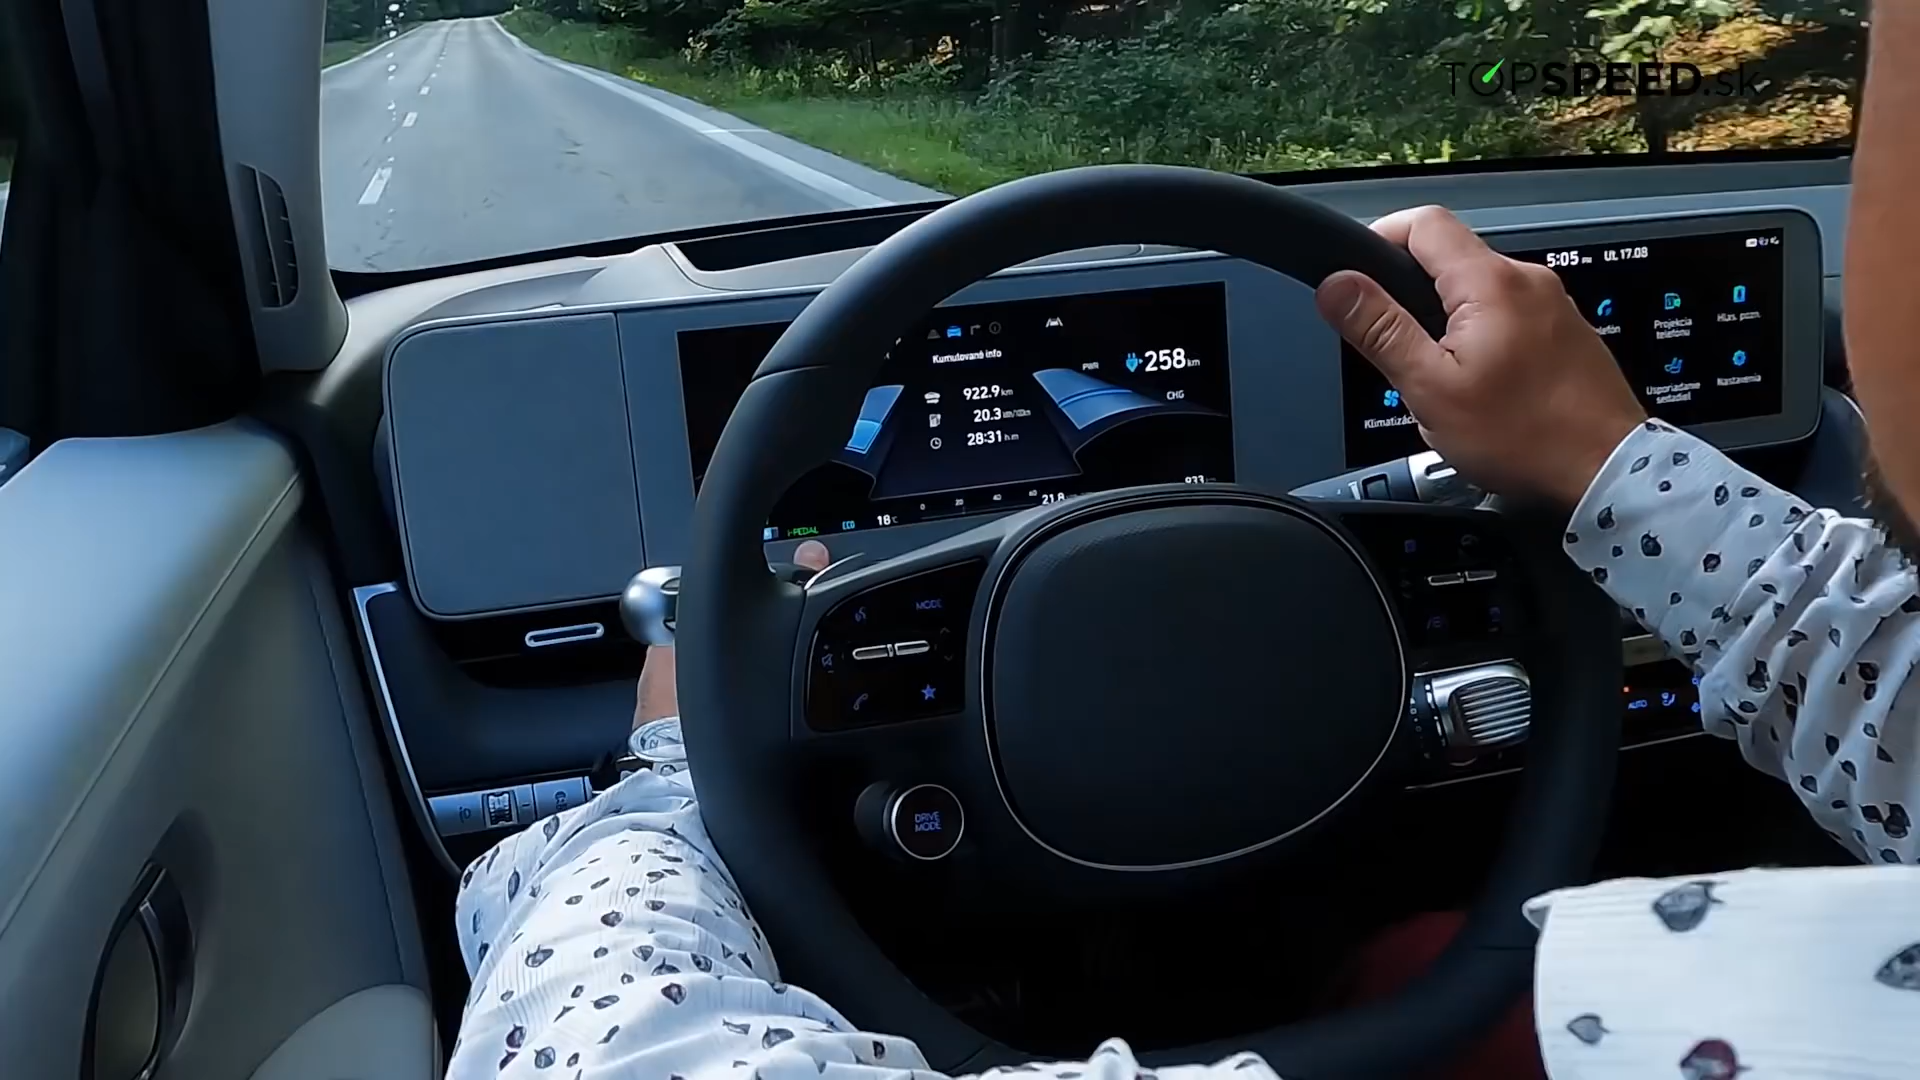 TOPSPEED.sk
5:05 PM Ut. 17.08
Projekcia
telefónu
Hlas. pozn.
Klimatizác
Usporiadanie
sedadiel
Nastavenia
Kumulované info
922.9 km
20.3 kWh/100km
28:31 h:m
PWR
258 km
CHG
0 20 40 60
21.8
933
i-PEDAL
ECO
18°C
MODE
DRIVE
MODE
AUTO